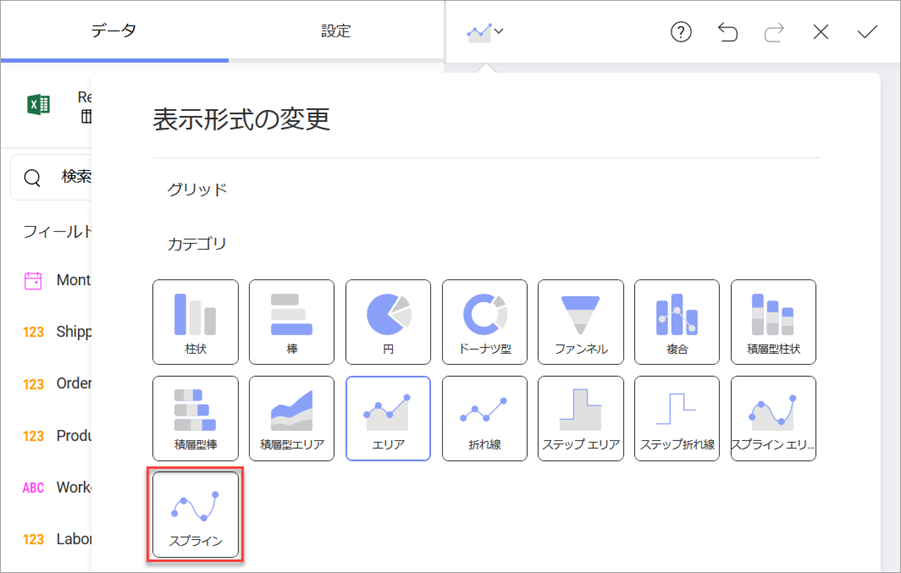 データ 設定
Re
表示形式の変更
検索
グリッド
フィールド
カテゴリ
Mont
123 Shipp
123 Order
123 Produ
ABC Work
123 Labor
柱状 棒 円 ドーナツ型 ファンネル 複合 積層型柱状
積層型棒 積層型エリア エリア 折れ線 ステップ エリア ステップ折れ線 スプライン エリ...
スプライン